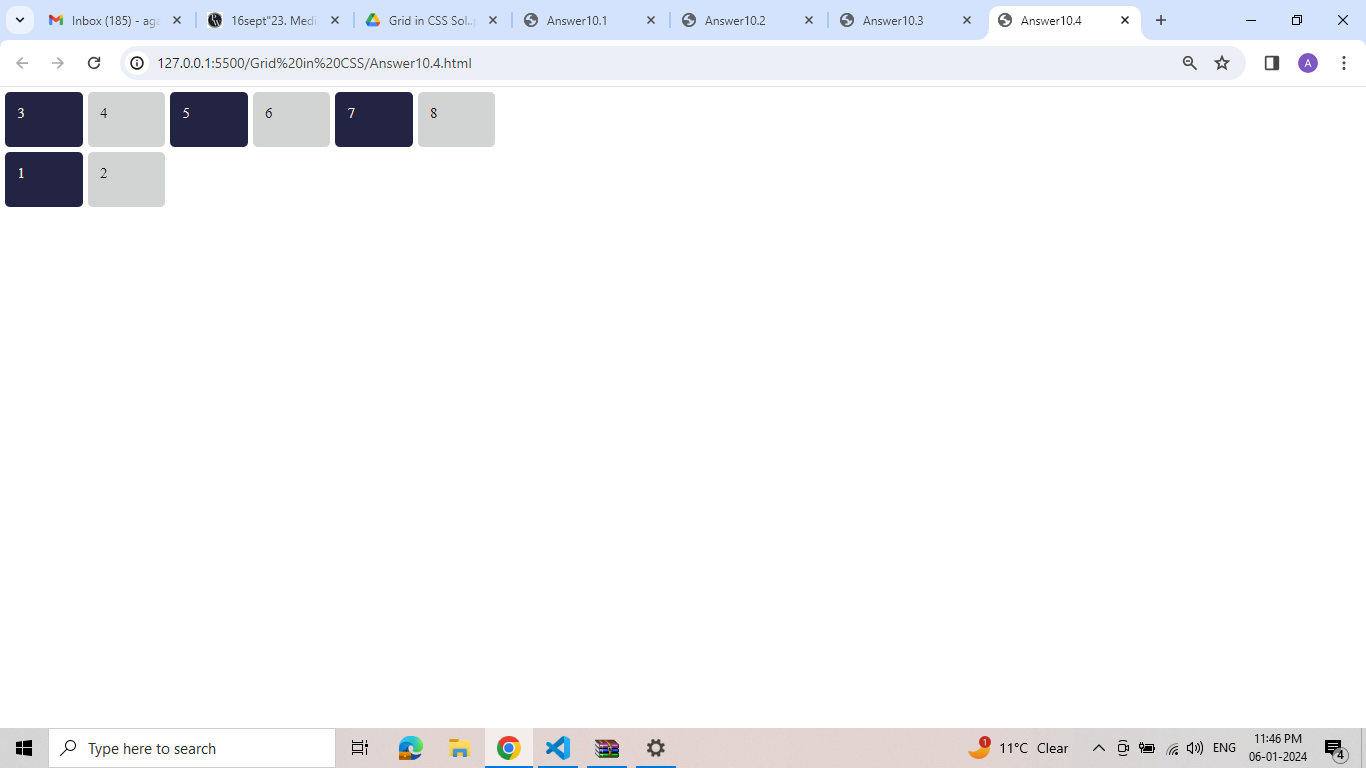 Inbox (185) - aga
16sept"23. Medi
Grid in CSS Sol..
Answer10.1
Answer10.2
Answer10.3
Answer10.4
127.0.0.1:5500/Grid%20in%20CSS/Answer10.4.html
A
3 4 5 6 7 8
1 2
Type here to search
1
11°C Clear
ENG
11:46 PM
06-01-2024
4